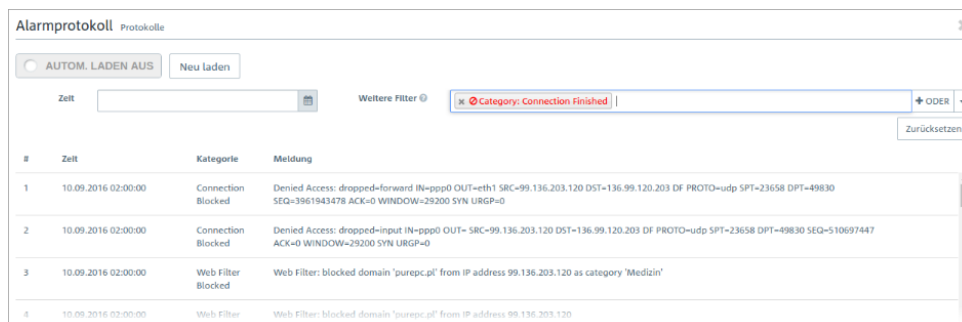 Alarmprotokoll Protokolle
AUTOM. LADEN AUS Neu laden
Zeit Weitere Filter Category: Connection Finished + ODER
Zurücksetzen
# Zeit Kategorie Meldung
1 10.09.2016 02:00:00 Connection Denied Access: dropped=forward IN=ppp0 OUT=eth1 SRC=99.136.203.120 DST=136.99.120.203 DF PROTO=udp SPT=23658 DPT=49830
Blocked SEQ=3961943478 ACK=0 WINDOW=29200 SYN URGP=0
2 10.09.2016 02:00:00 Connection Denied Access: dropped=input IN=ppp0 OUT= SRC=99.136.203.120 DST=136.99.120.203 DF PROTO=udp SPT=23658 DPT=49830 SEQ=510697447
Blocked ACK=0 WINDOW=29200 SYN URGP=0
3 10.09.2016 02:00:00 Web Filter Web Filter: blocked domain 'purepc.pl' from IP address 99.136.203.120 as category 'Medizin'
Blocked
4 10.09.2016 02:00:00 Web Filter Web Filter: blocked domain 'purepc.pl' from IP address 99.136.203.120